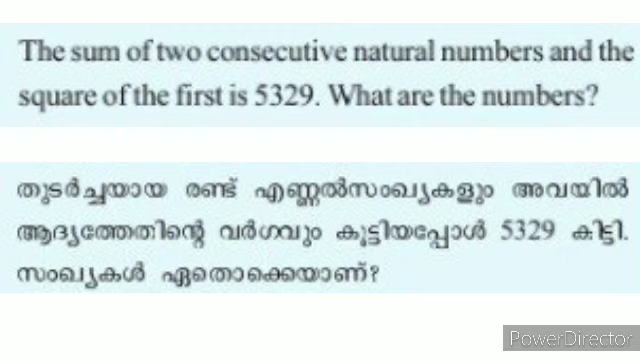 The sum of two consecutive natural numbers and the
square of the first is 5329. What are the numbers?
തുടർച്ചയായ രണ്ട് എണ്ണൽസംഖ്യകളും അവയിൽ
ആദ്യത്തേതിന്റെ വർഗവും കൂട്ടിയപ്പോൾ 5329 കിട്ടി.
സംഖ്യകൾ ഏതൊക്കെയാണ്?
PowerDirector